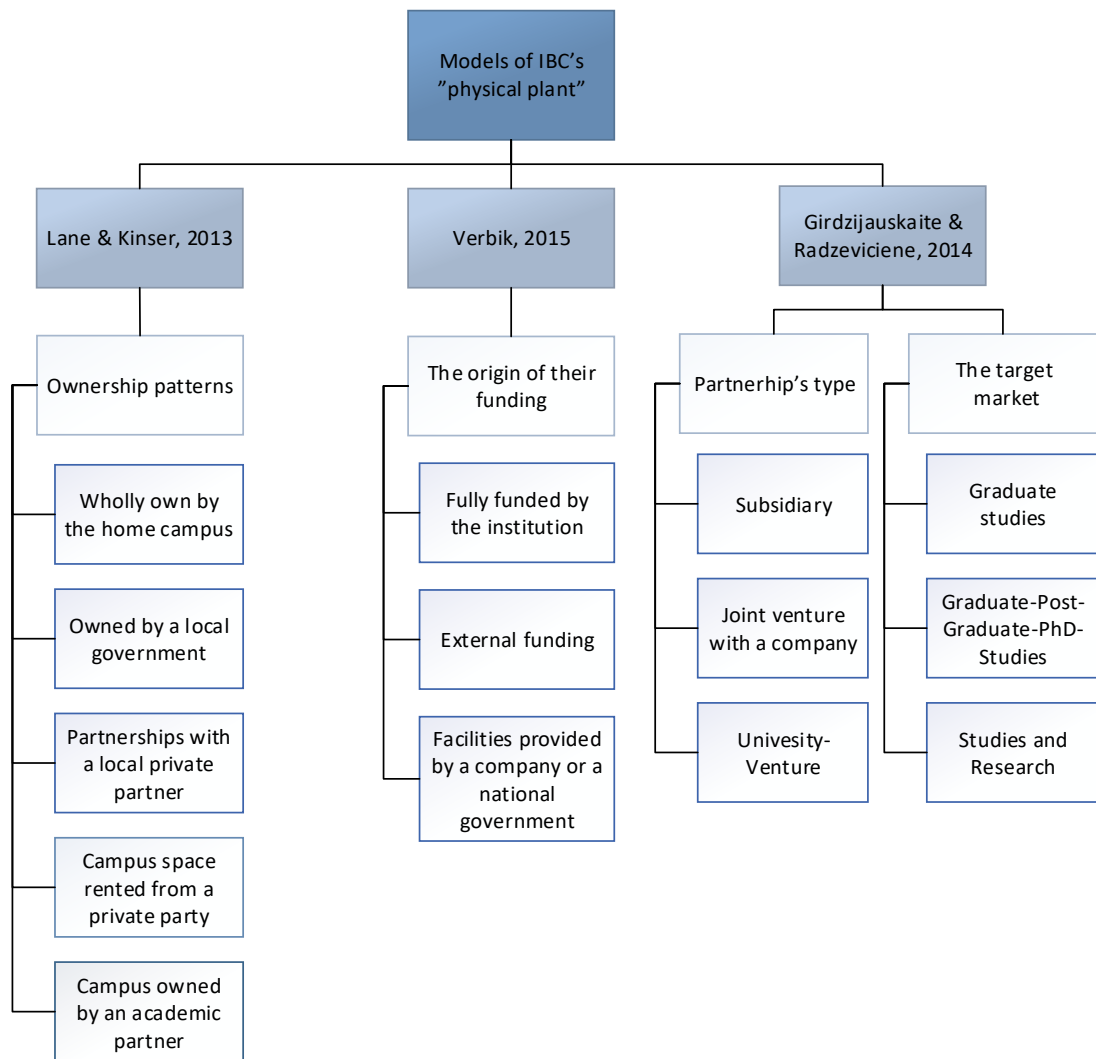 Models of IBC's
"physical plant"
Lane & Kinser, 2013
Verbik, 2015
Girdzijauskaite &
Radzeviciene, 2014
Ownership patterns
Wholly own by
the home campus
Owned by a local
government
Partnerships with
a local private
partner
Campus space
rented from a
private party
Campus owned
by an academic
partner
The origin of their
funding
Fully funded by
the institution
External funding
Facilities provided
by a company or a
national
government
Partnerhip's type
Subsidiary
Joint venture
with a company
Univesity-
Venture
The target
market
Graduate
studies
Graduate-Post-
Graduate-PhD-
Studies
Studies and
Research